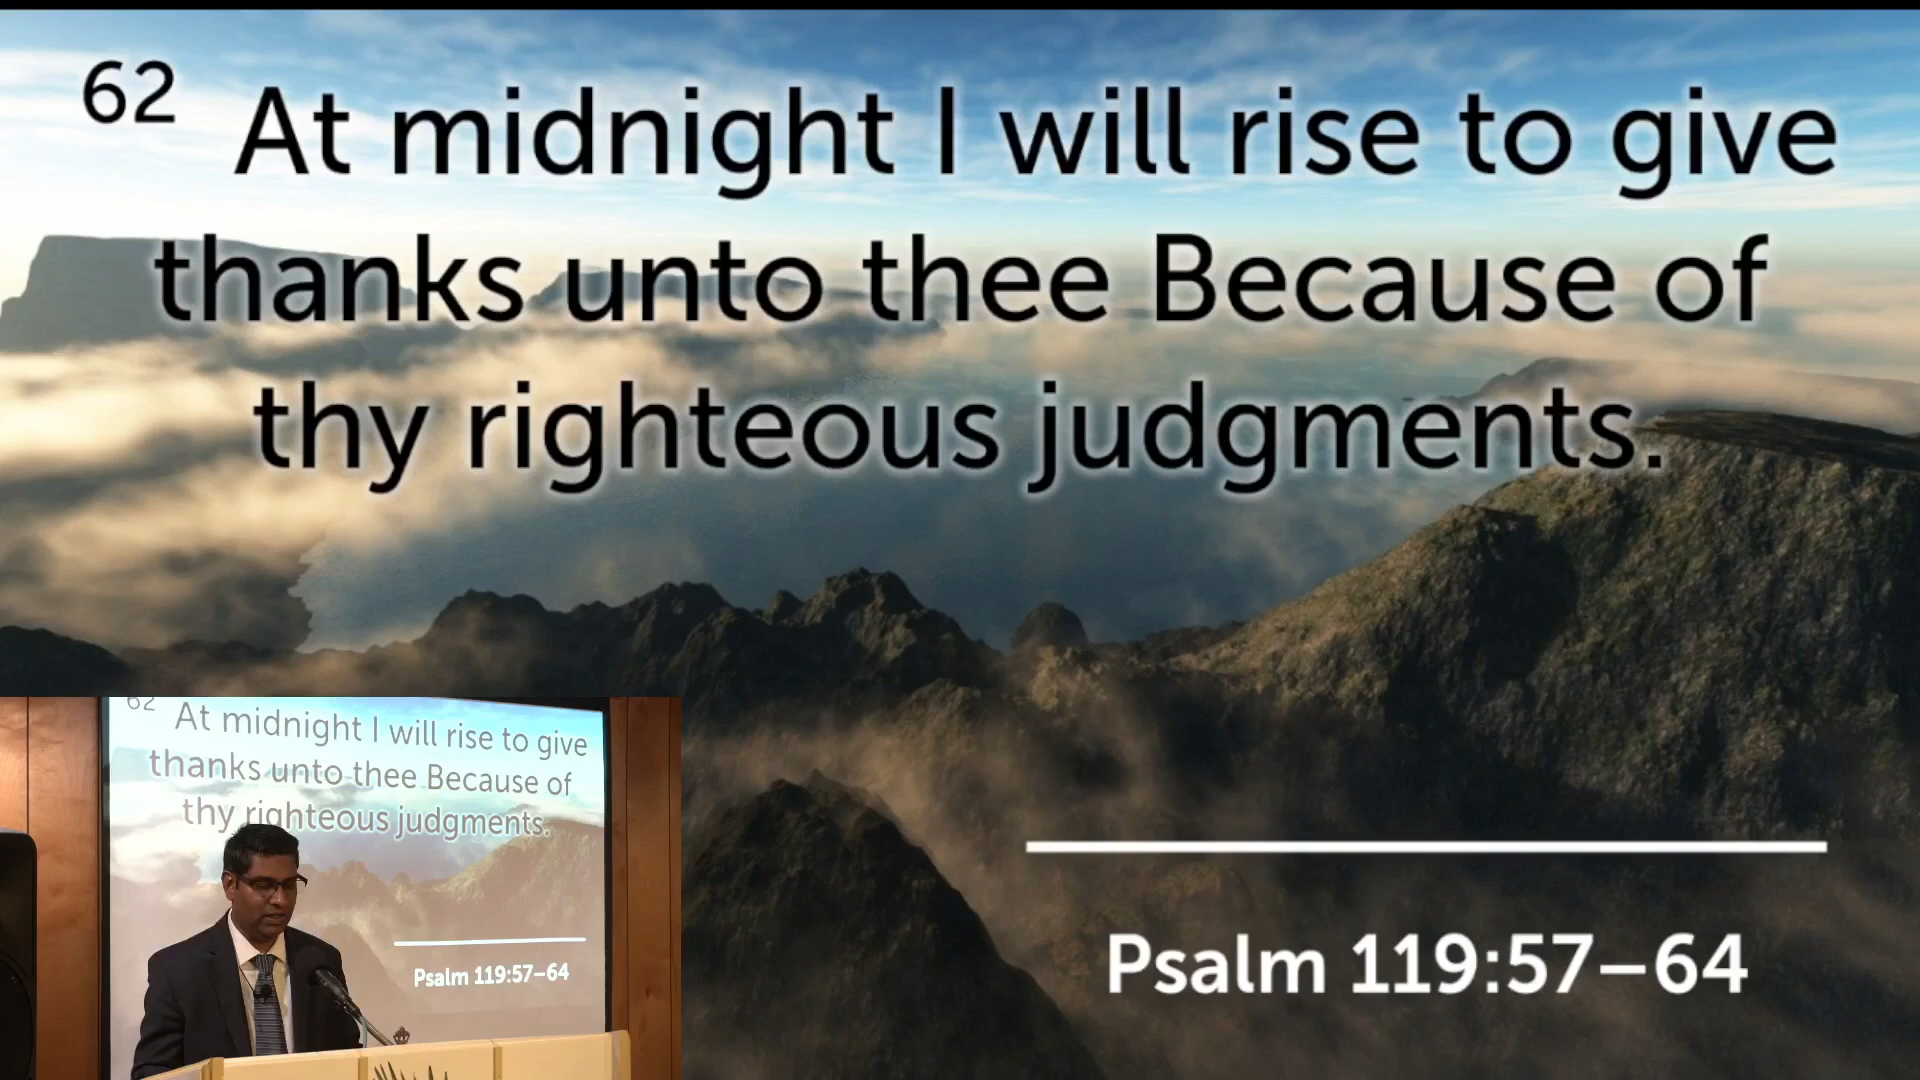 62 At midnight I will rise to give
thanks unto thee Because of
thy righteous judgments.
Psalm 119:57–64
62 At midnight I will rise to give
thanks unto thee Because of
thy righteous judgments.
Psalm 119:57–64